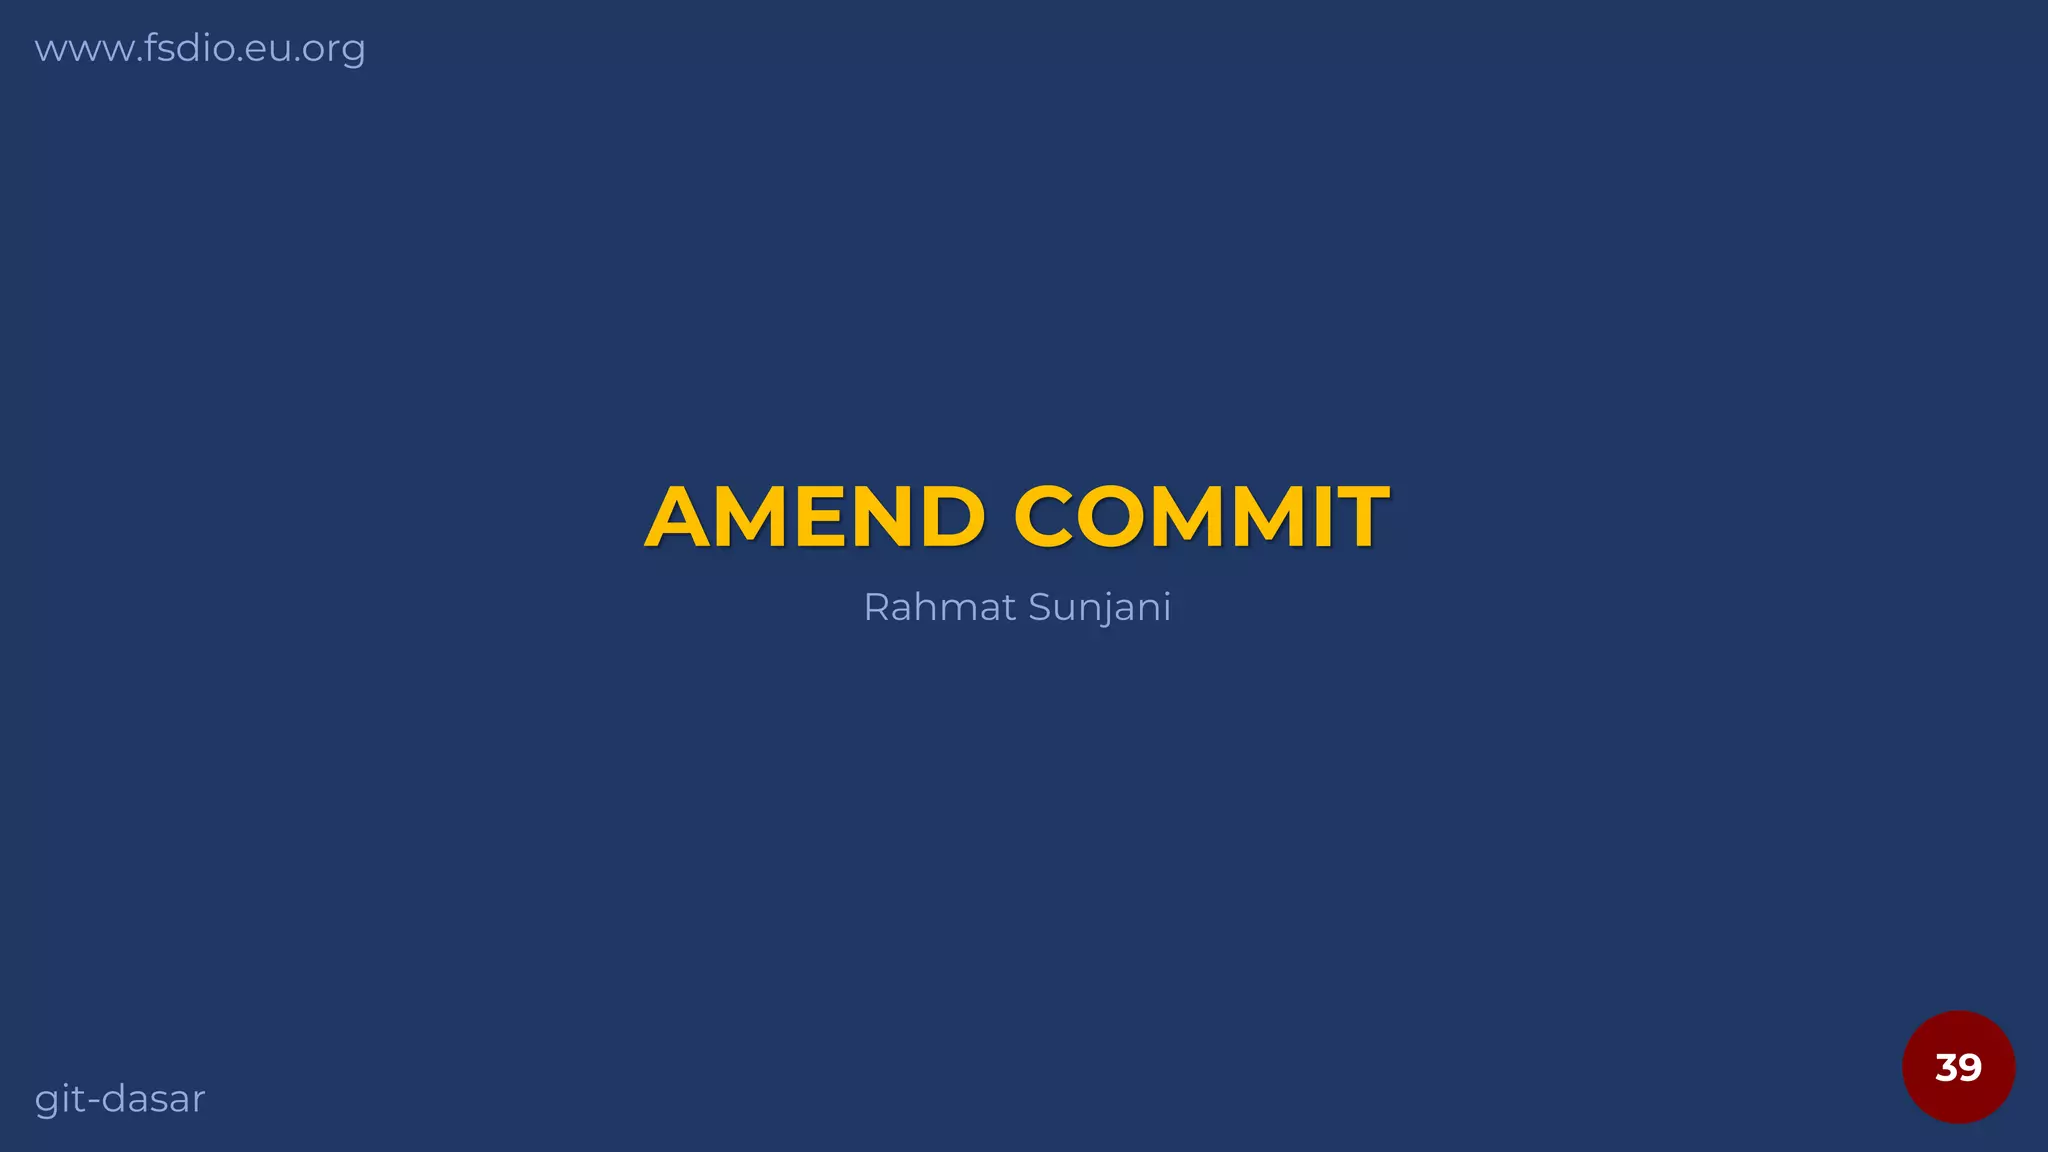 www.fsdio.eu.org
AMEND COMMIT
Rahmat Sunjani
git-dasar
39